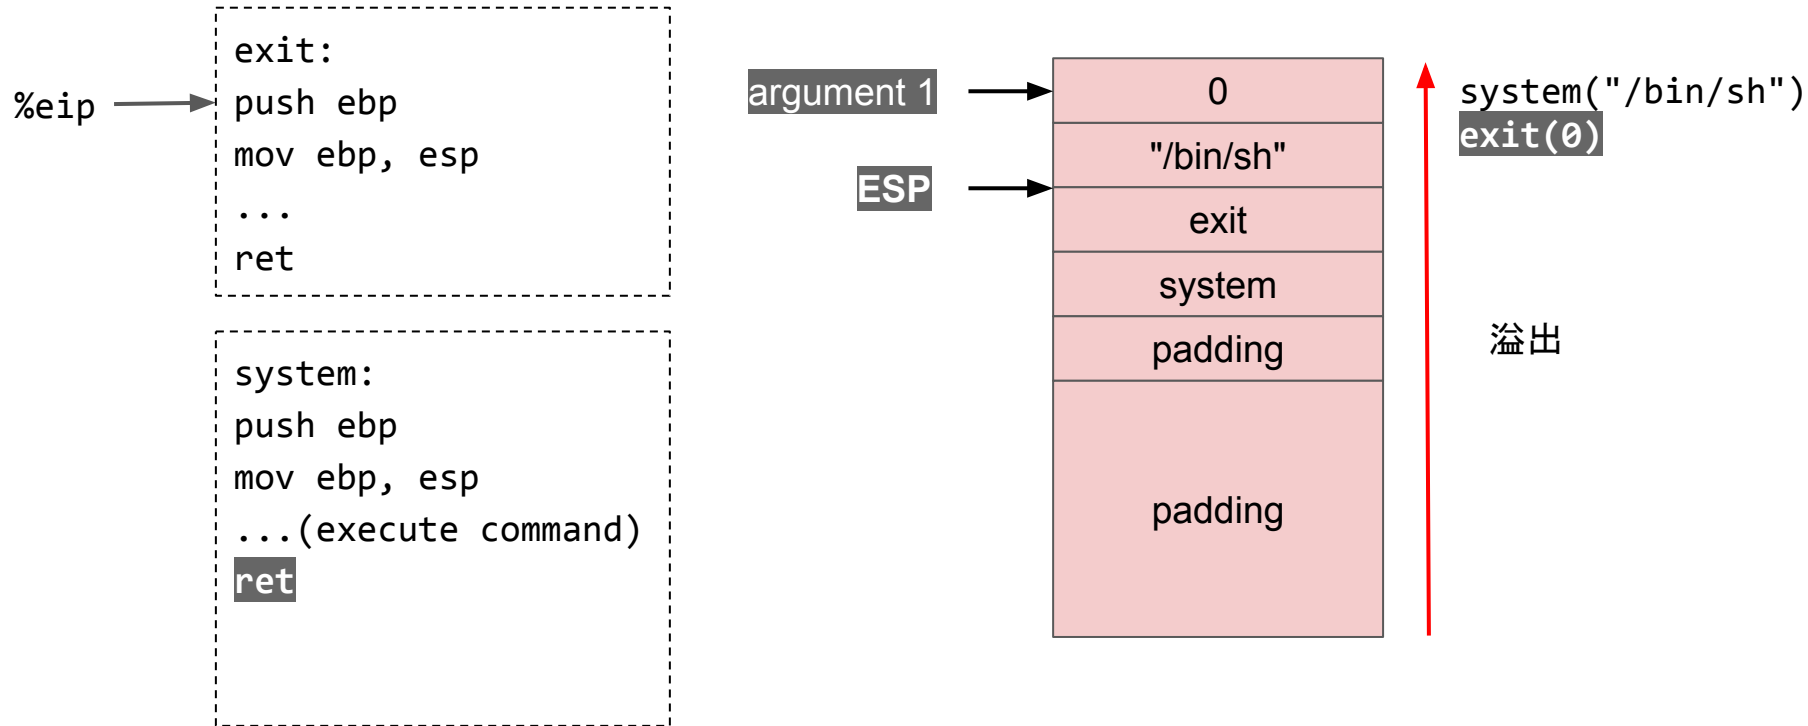 exit:
%eip
push ebp
mov ebp, esp
...
ret
system:
push ebp
mov ebp, esp
...(execute command)
ret
argument 1
ESP
0
"/bin/sh"
exit
system
padding
padding
system("/bin/sh")
exit(0)
溢出